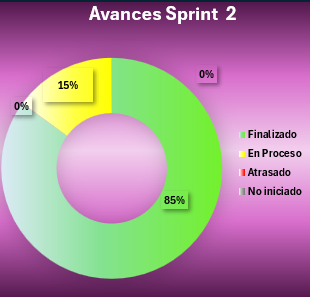 Avances Sprint 2
0%
15%
0%
85%
Finalizado
En Proceso
Atrasado
No iniciado